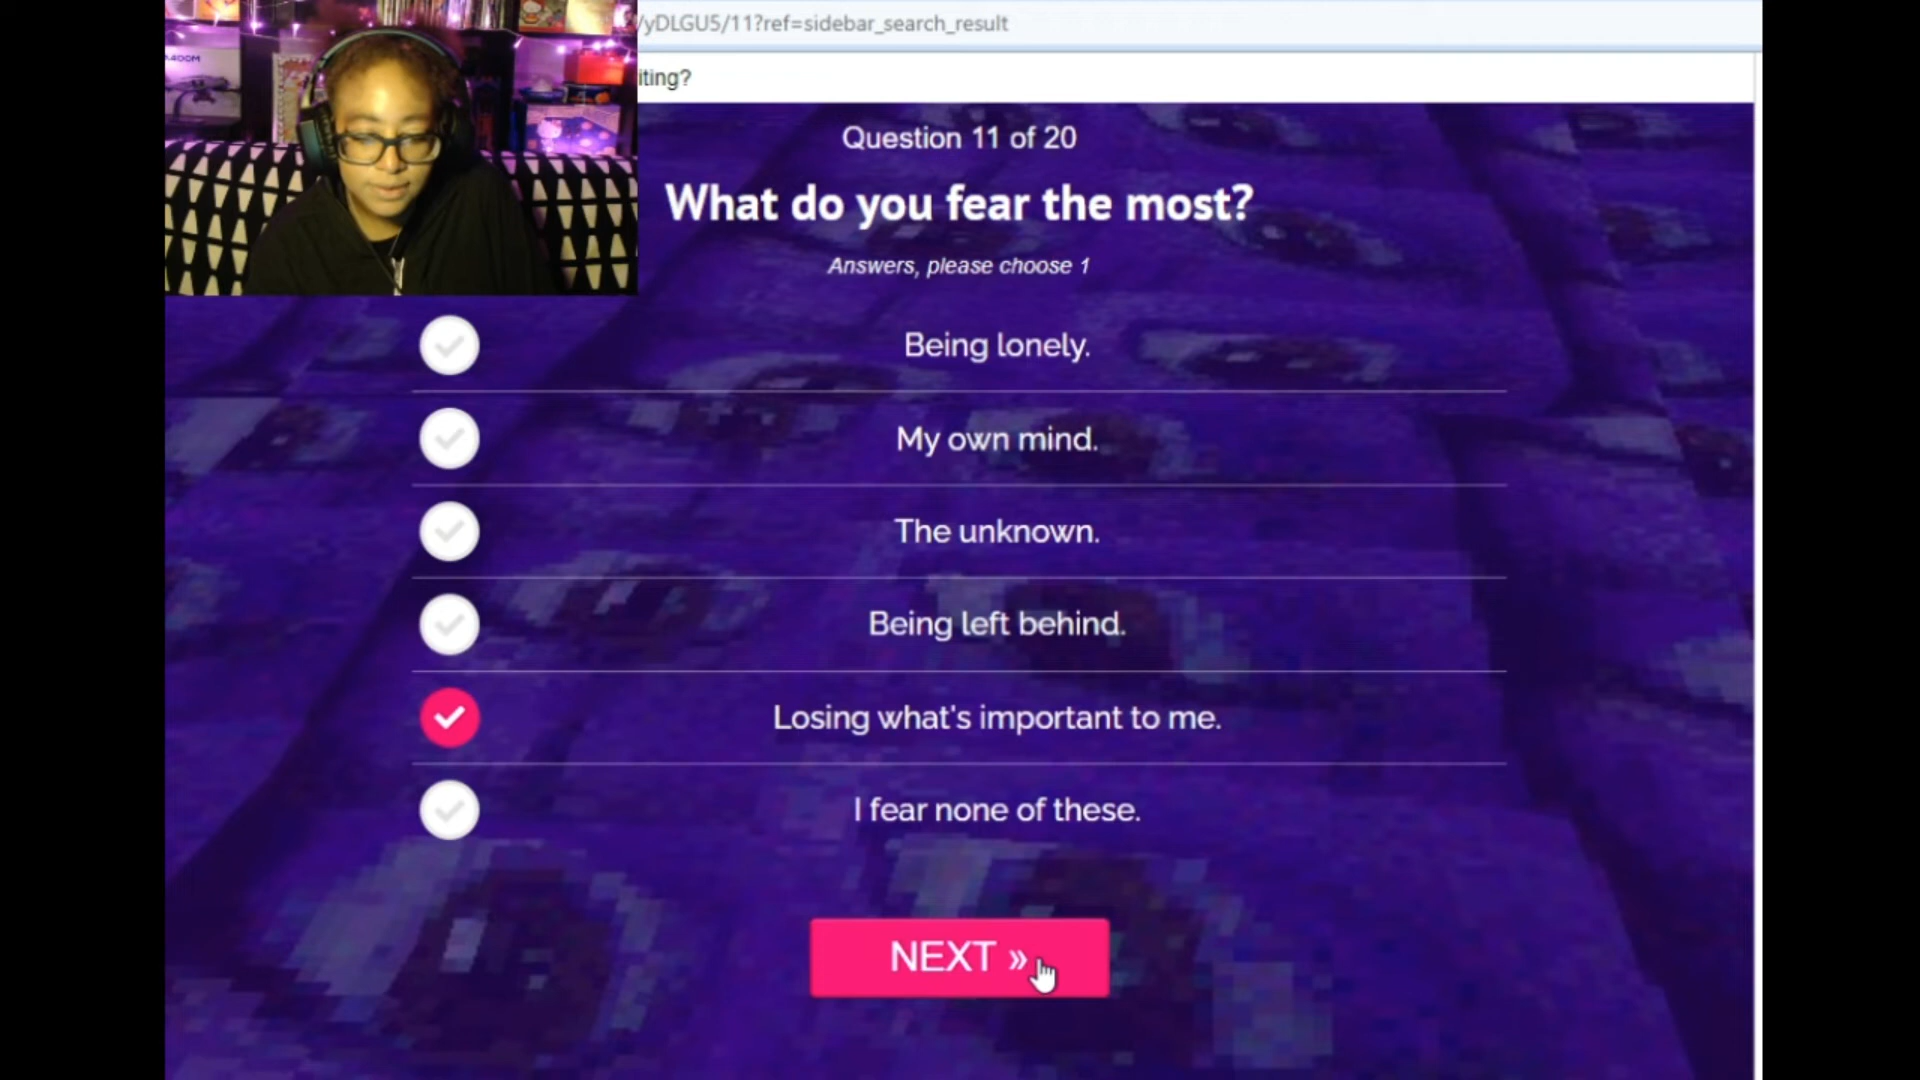 /yDLGU5/11?ref=sidebar_search_result
iting?
Question 11 of 20
What do you fear the most?
Answers, please choose 1
Being lonely.
My own mind.
The unknown.
Being left behind.
Losing what's important to me.
I fear none of these.
NEXT »